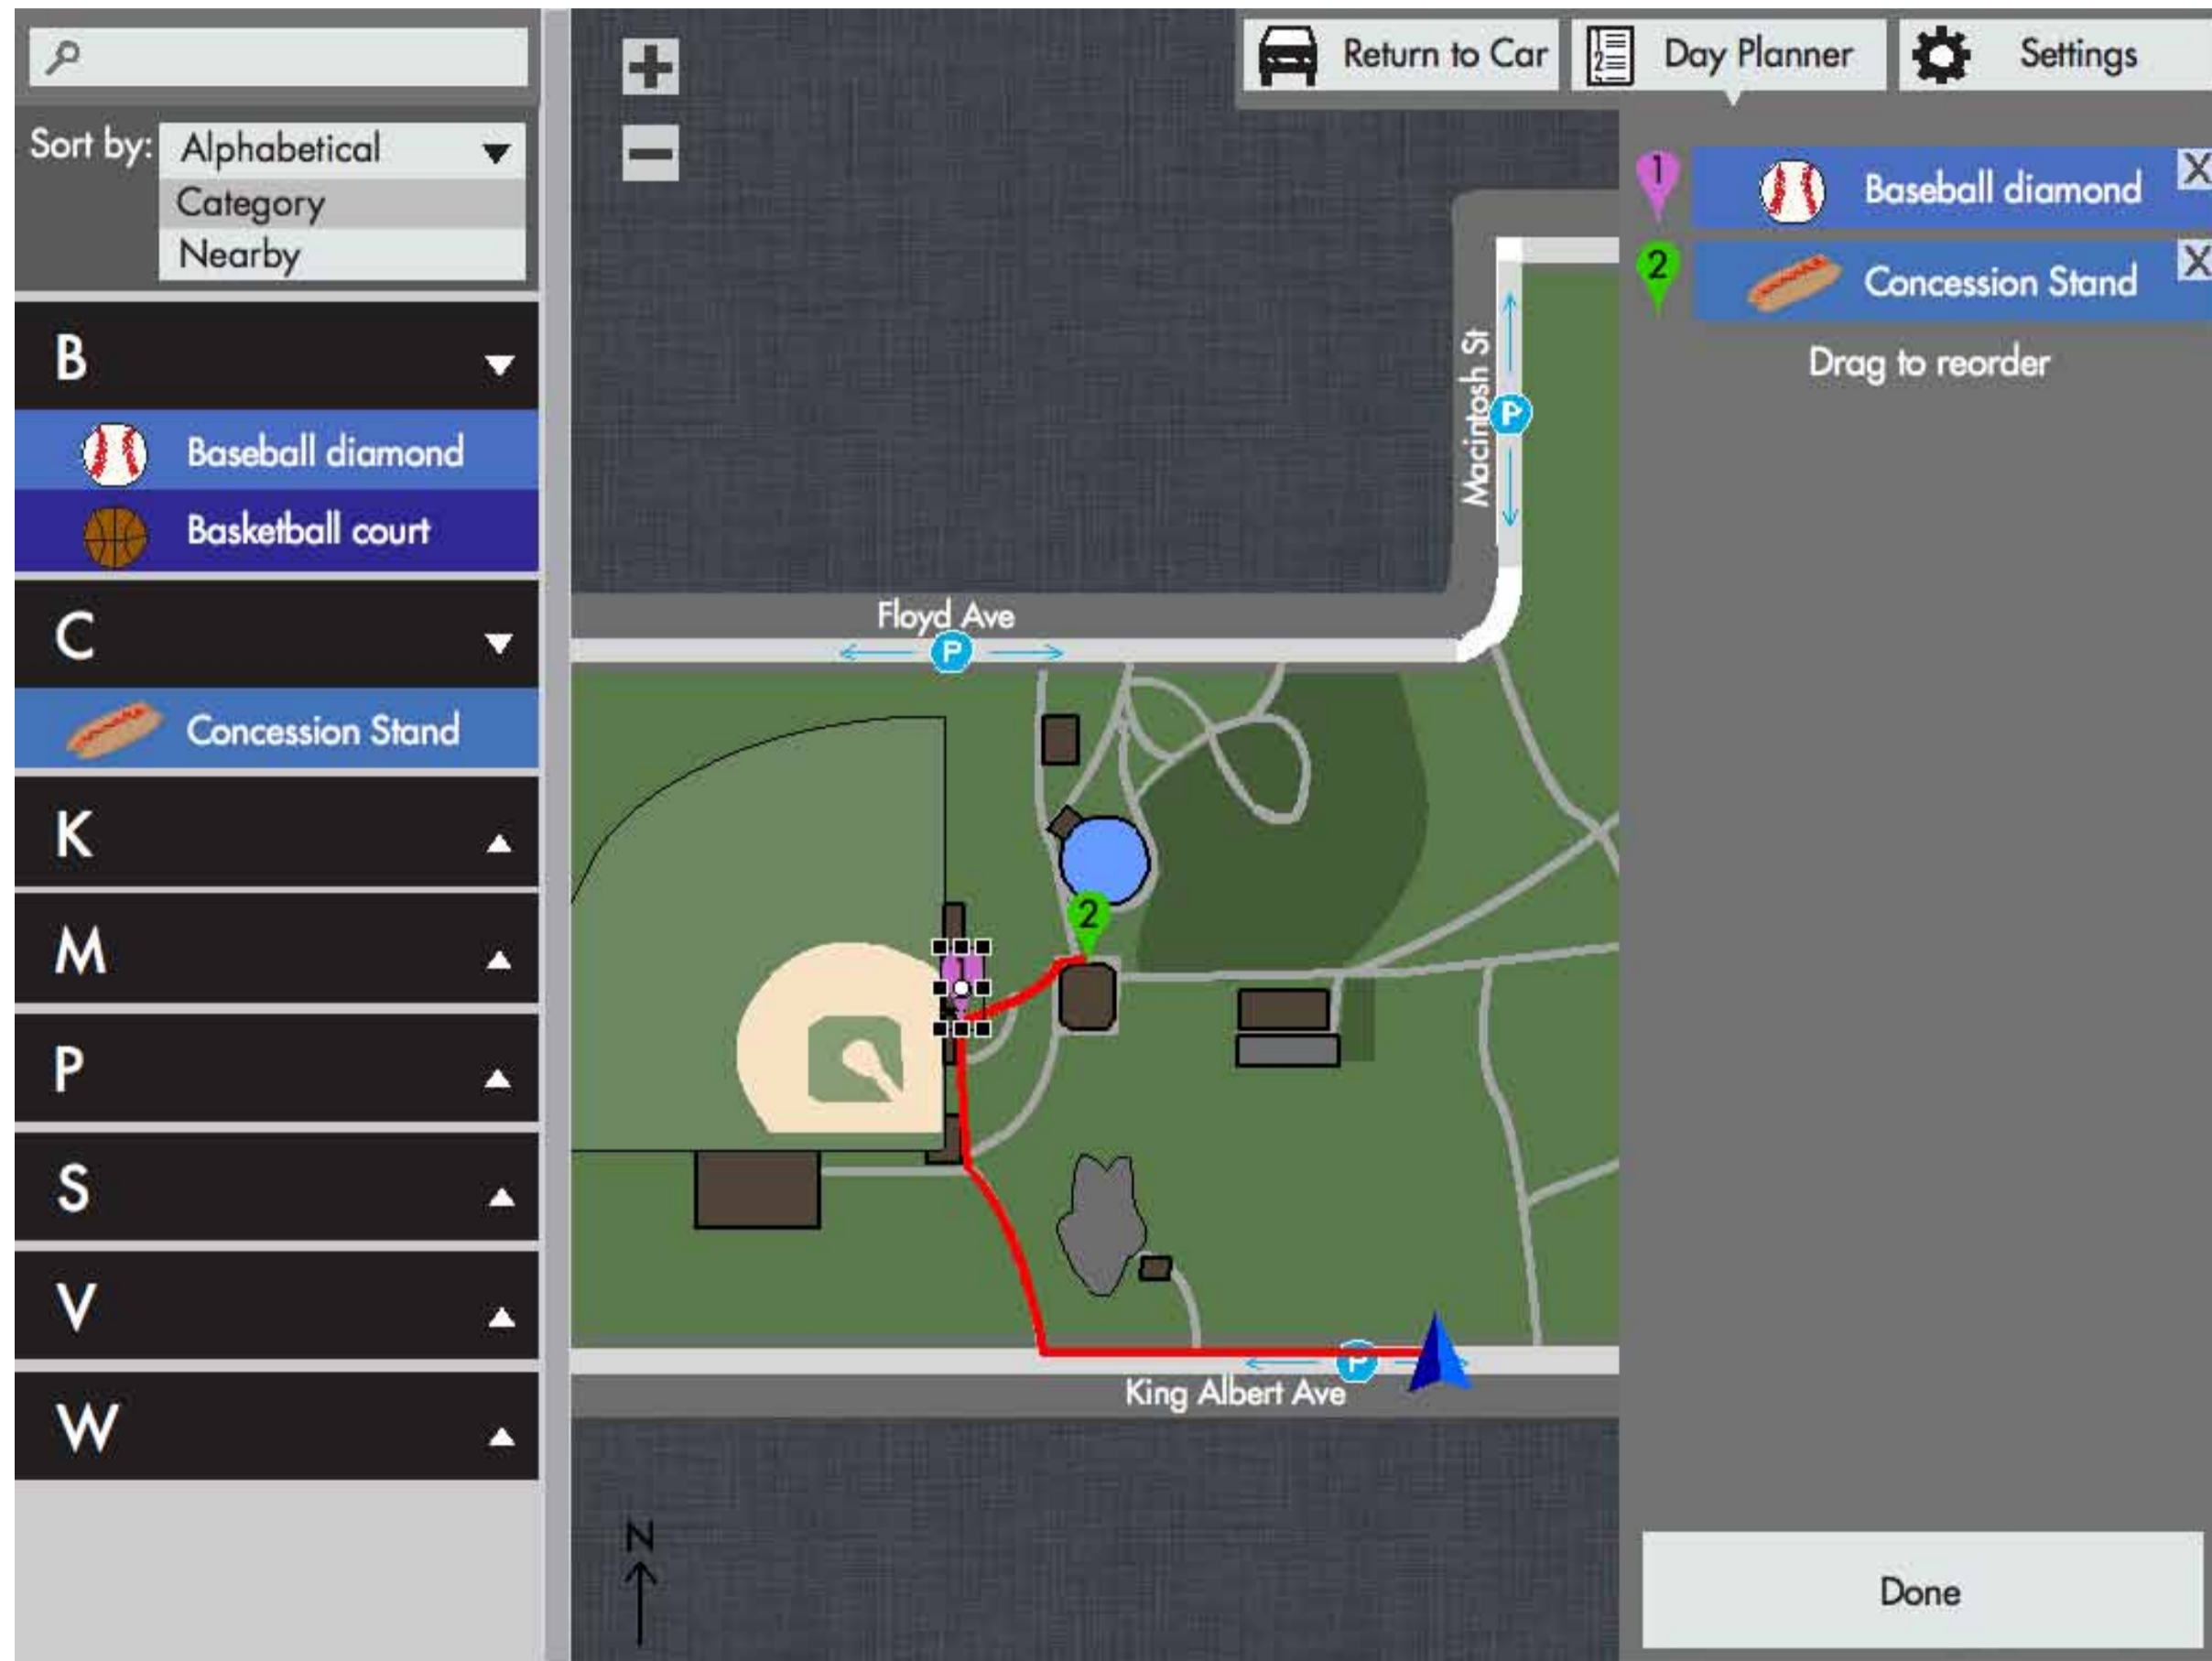 Return to Car
Day Planner
Settings
Sort by:
Alphabetical
Category
Nearby
B
Baseball diamond
Basketball court
C
Concession Stand
K
M
P
S
V
W
Macintosh St
P
Floyd Ave
P
2
1
P
King Albert Ave
N
1
Baseball diamond
X
2
Concession Stand
X
Drag to reorder
Done